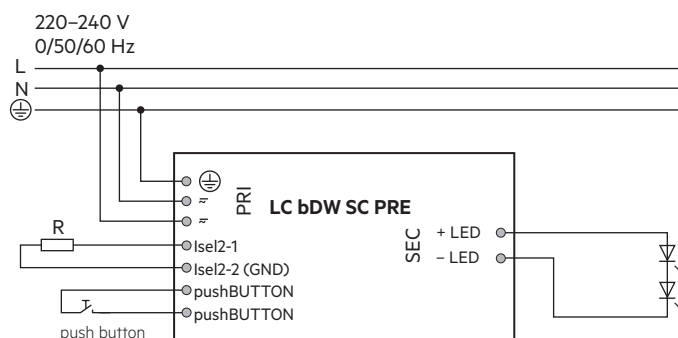 220–240 V
0/50/60 Hz
L
N
PRI
LC bDW SC PRE
R
Isel2-1
Isel2-2 (GND)
pushBUTTON
pushBUTTON
push button
SEC
+ LED
– LED